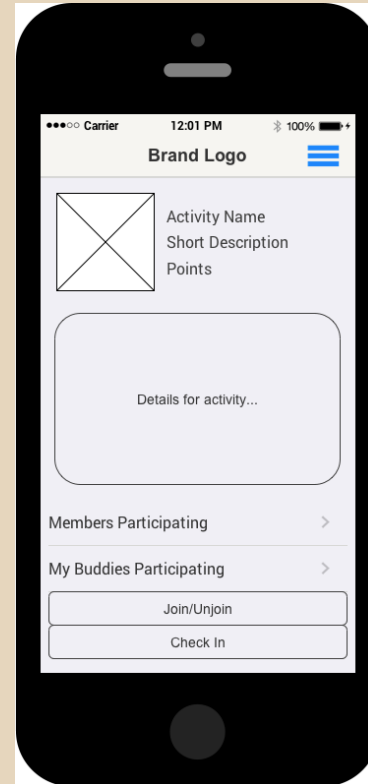 Carrier 12:01 PM 100%
Brand Logo
Activity Name
Short Description
Points
Details for activity...
Members Participating
My Buddies Participating
Join/Unjoin
Check In